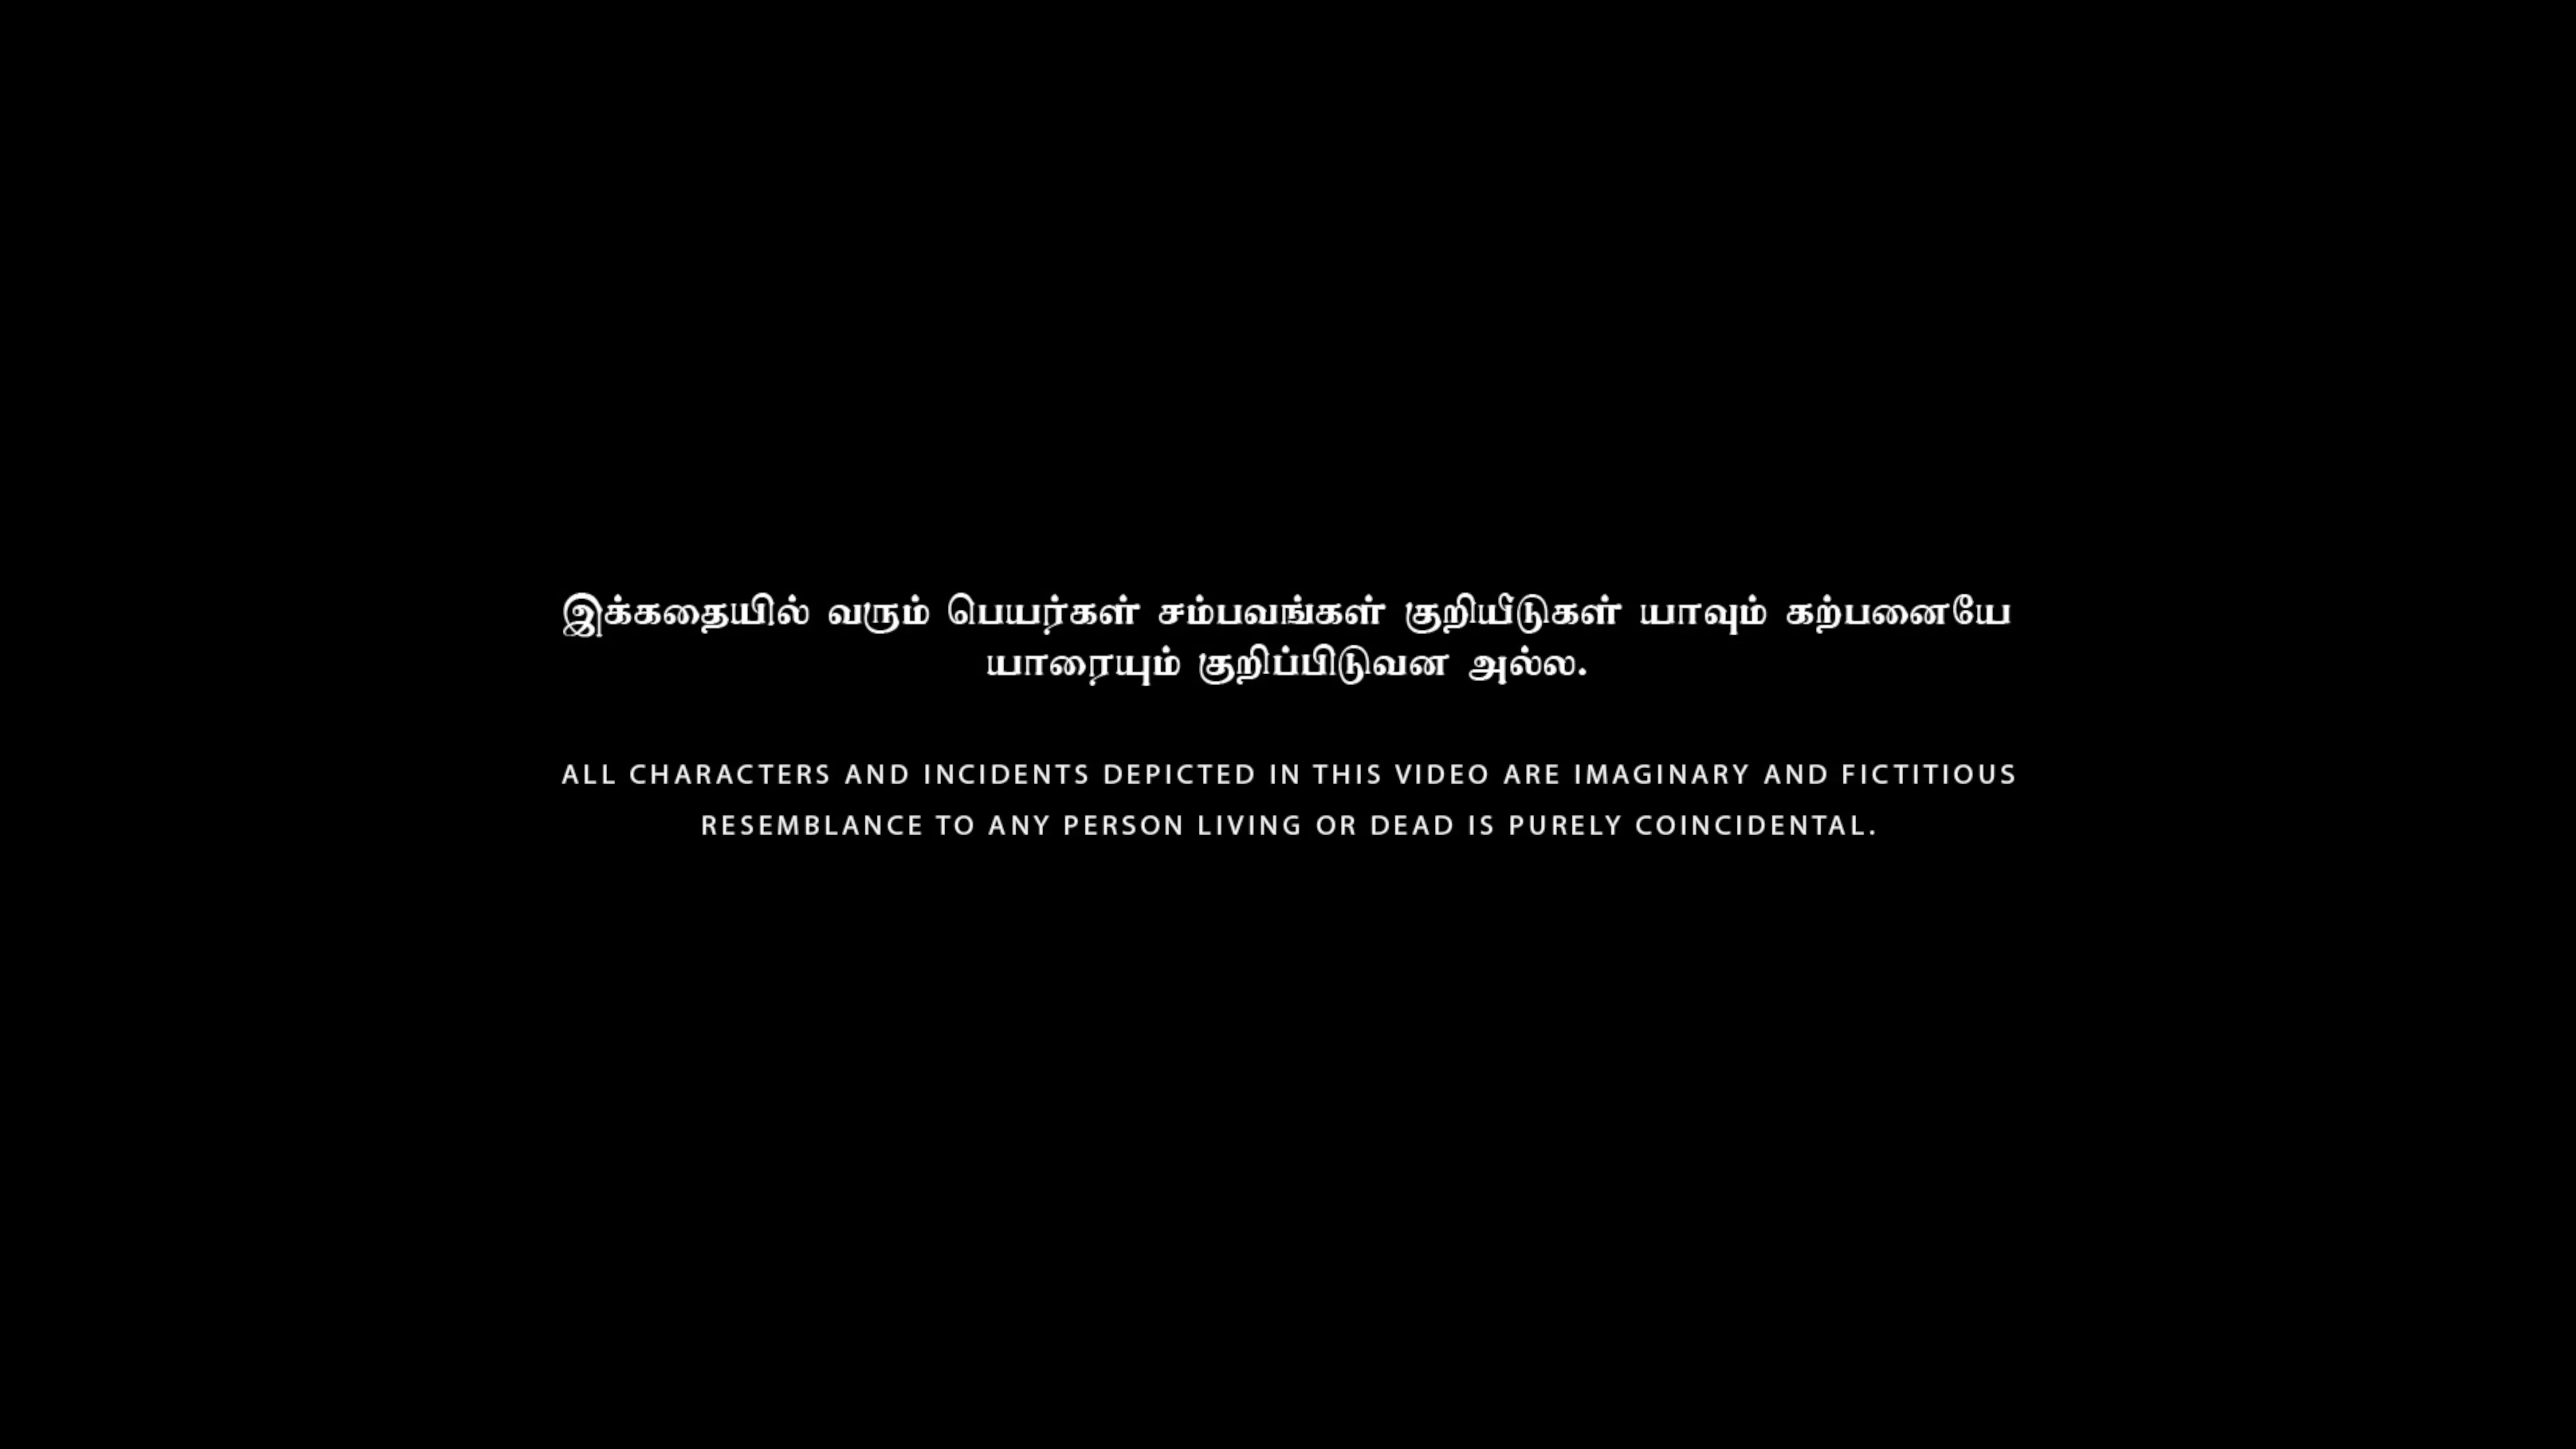 இக்கதையில் வரும் பெயர்கள் சம்பவங்கள் குறியீடுகள் யாவும் கற்பனையே
யாரையும் குறிப்பிடுவன அல்ல.
ALL CHARACTERS AND INCIDENTS DEPICTED IN THIS VIDEO ARE IMAGINARY AND FICTITIOUS
RESEMBLANCE TO ANY PERSON LIVING OR DEAD IS PURELY COINCIDENTAL.